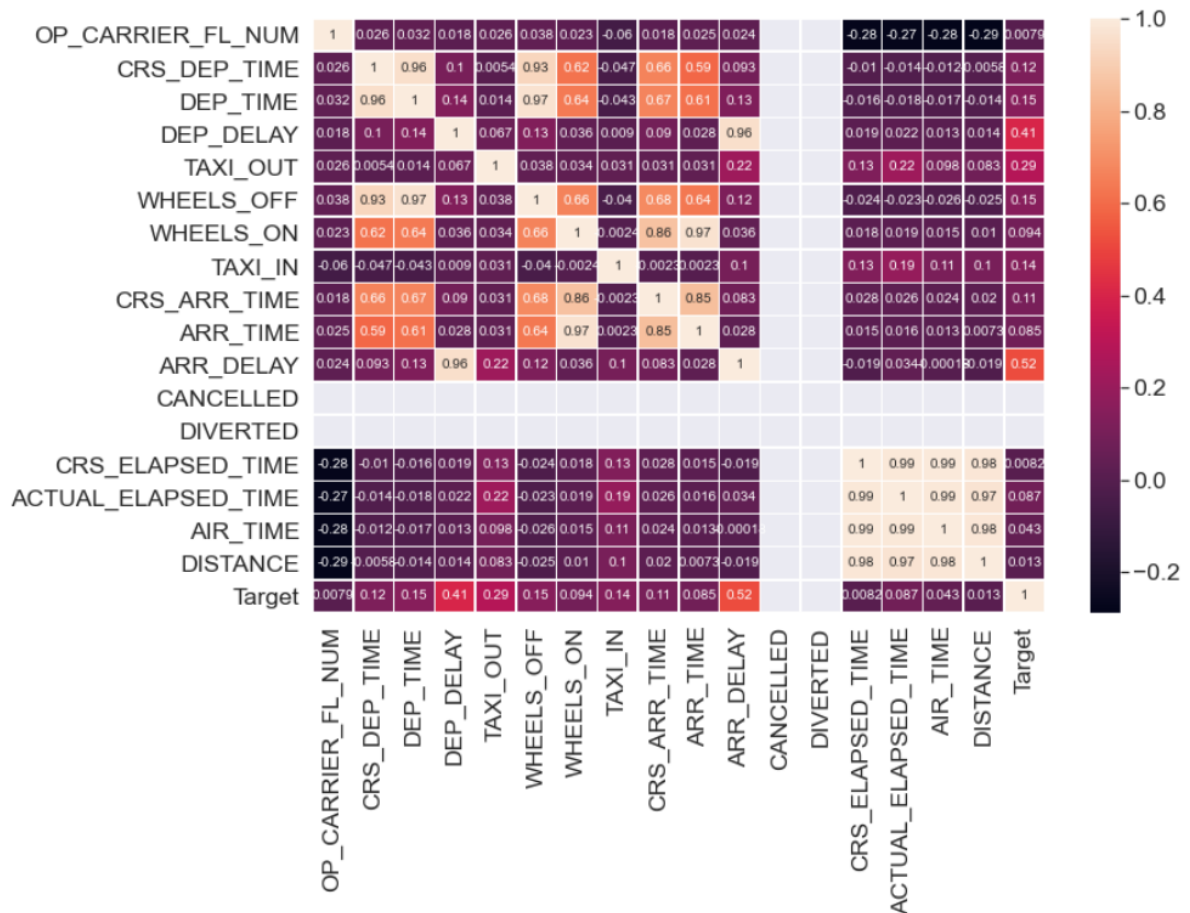 OP_CARRIER_FL_NUM 1 0.026 0.032 0.018 0.026 0.038 0.023 -0.06 0.018 0.025 0.024 -0.28 -0.27 -0.28 -0.29 0.0079
CRS_DEP_TIME 0.026 1 0.96 0.1 0.0054 0.93 0.62 -0.047 0.66 0.59 0.093 -0.01 -0.014 -0.012 -0.0058 0.12
DEP_TIME 0.032 0.96 1 0.14 0.014 0.97 0.64 -0.043 0.67 0.61 0.13 -0.016 -0.018 -0.017 -0.014 0.15
DEP_DELAY 0.018 0.1 0.14 1 0.067 0.13 0.036 0.009 0.09 0.028 0.96 0.019 0.022 0.013 0.014 0.41
TAXI_OUT 0.026 0.0054 0.014 0.067 1 0.038 0.034 0.031 0.031 0.031 0.22 0.13 0.22 0.098 0.083 0.29
WHEELS_OFF 0.038 0.93 0.97 0.13 0.038 1 0.66 -0.04 0.68 0.64 0.12 -0.024 -0.023 -0.026 -0.025 0.15
WHEELS_ON 0.023 0.62 0.64 0.036 0.034 0.66 1 -0.0024 0.86 0.97 0.036 0.018 0.019 0.015 0.01 0.094
TAXI_IN -0.06 -0.047 -0.043 0.009 0.031 -0.04 -0.0024 1 -0.0023 0.0023 0.1 0.13 0.19 0.11 0.1 0.14
CRS_ARR_TIME 0.018 0.66 0.67 0.09 0.031 0.68 0.86 -0.0023 1 0.85 0.083 0.028 0.026 0.024 0.02 0.11
ARR_TIME 0.025 0.59 0.61 0.028 0.031 0.64 0.97 0.0023 0.85 1 0.028 0.015 0.016 0.013 0.0073 0.085
ARR_DELAY 0.024 0.093 0.13 0.96 0.22 0.12 0.036 0.1 0.083 0.028 1 -0.019 0.034 -0.019 0.52
CANCELLED
DIVERTED
CRS_ELAPSED_TIME -0.28 -0.01 -0.016 0.019 0.13 -0.024 0.018 0.13 0.028 0.015 -0.019 1 0.99 0.99 0.98 0.0082
ACTUAL_ELAPSED_TIME -0.27 -0.014 -0.018 0.022 0.22 -0.023 0.019 0.19 0.026 0.016 0.034 0.99 1 0.99 0.97 0.087
AIR_TIME -0.28 -0.012 -0.017 0.013 0.098 -0.026 0.015 0.11 0.024 0.013 0.99 0.99 1 0.98 0.043
DISTANCE -0.29 -0.0058 -0.014 0.014 0.083 -0.025 0.01 0.1 0.02 0.0073 -0.019 0.98 0.97 0.98 1 0.013
Target 0.0079 0.12 0.15 0.41 0.29 0.15 0.094 0.14 0.11 0.085 0.52 0.0082 0.087 0.043 0.013 1
OP_CARRIER_FL_NUM
CRS_DEP_TIME
DEP_TIME
DEP_DELAY
TAXI_OUT
WHEELS_OFF
WHEELS_ON
TAXI_IN
CRS_ARR_TIME
ARR_TIME
ARR_DELAY
CANCELLED
DIVERTED
CRS_ELAPSED_TIME
ACTUAL_ELAPSED_TIME
AIR_TIME
DISTANCE
Target
1.0
0.8
0.6
0.4
0.2
0.0
−0.2